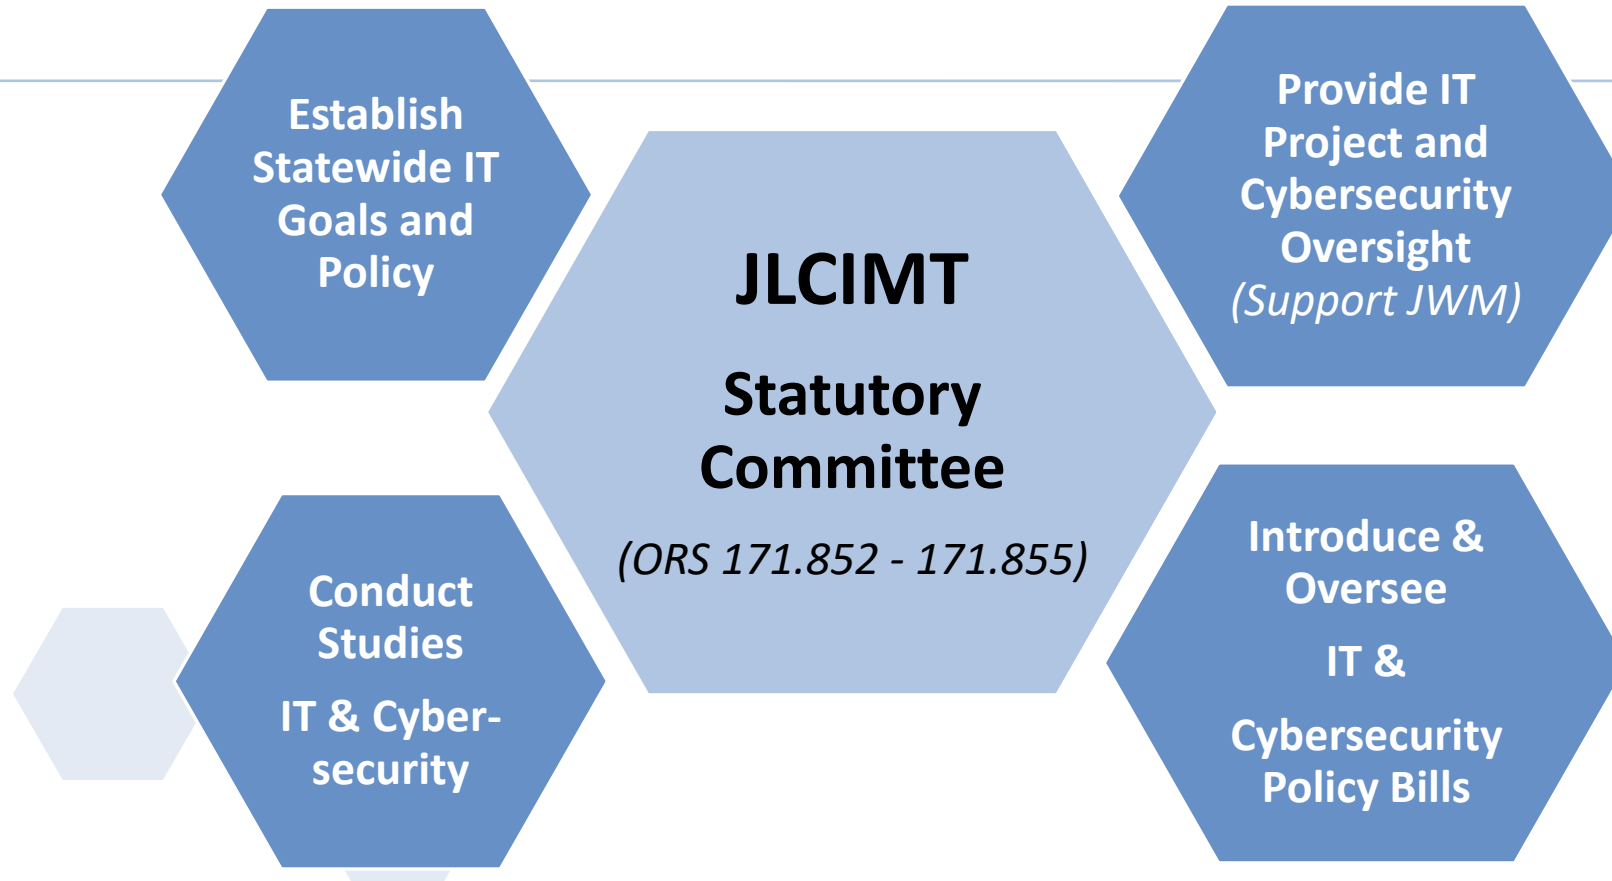 Establish
Statewide IT
Goals and
Policy
Provide IT
Project and
Cybersecurity
Oversight
(Support JWM)
JLCIMT
Statutory
Committee
(ORS 171.852 - 171.855)
Conduct
Studies
IT & Cyber-
security
Introduce &
Oversee
IT &
Cybersecurity
Policy Bills